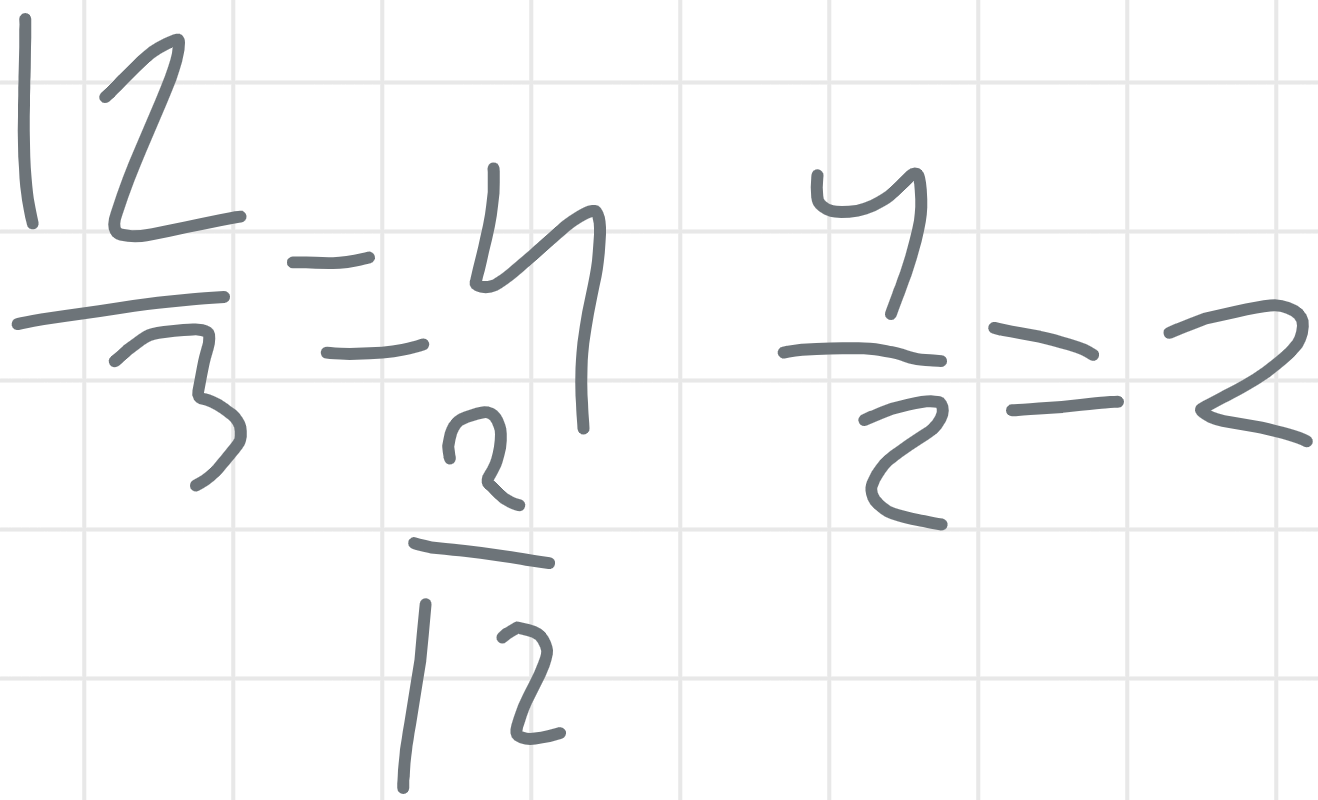 12/3 = 4
4/2 = 2
2/12